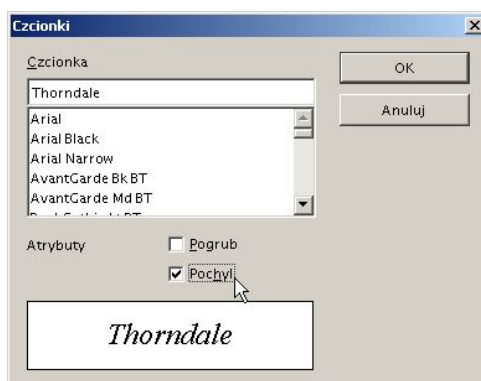 Czcionki
Czcionka
OK
Thorndale
Anuluj
Arial
Arial Black
Arial Narrow
AvantGarde Bk BT
AvantGarde Md BT
Atrybuty
Pogrub
Pochyl
Thorndale